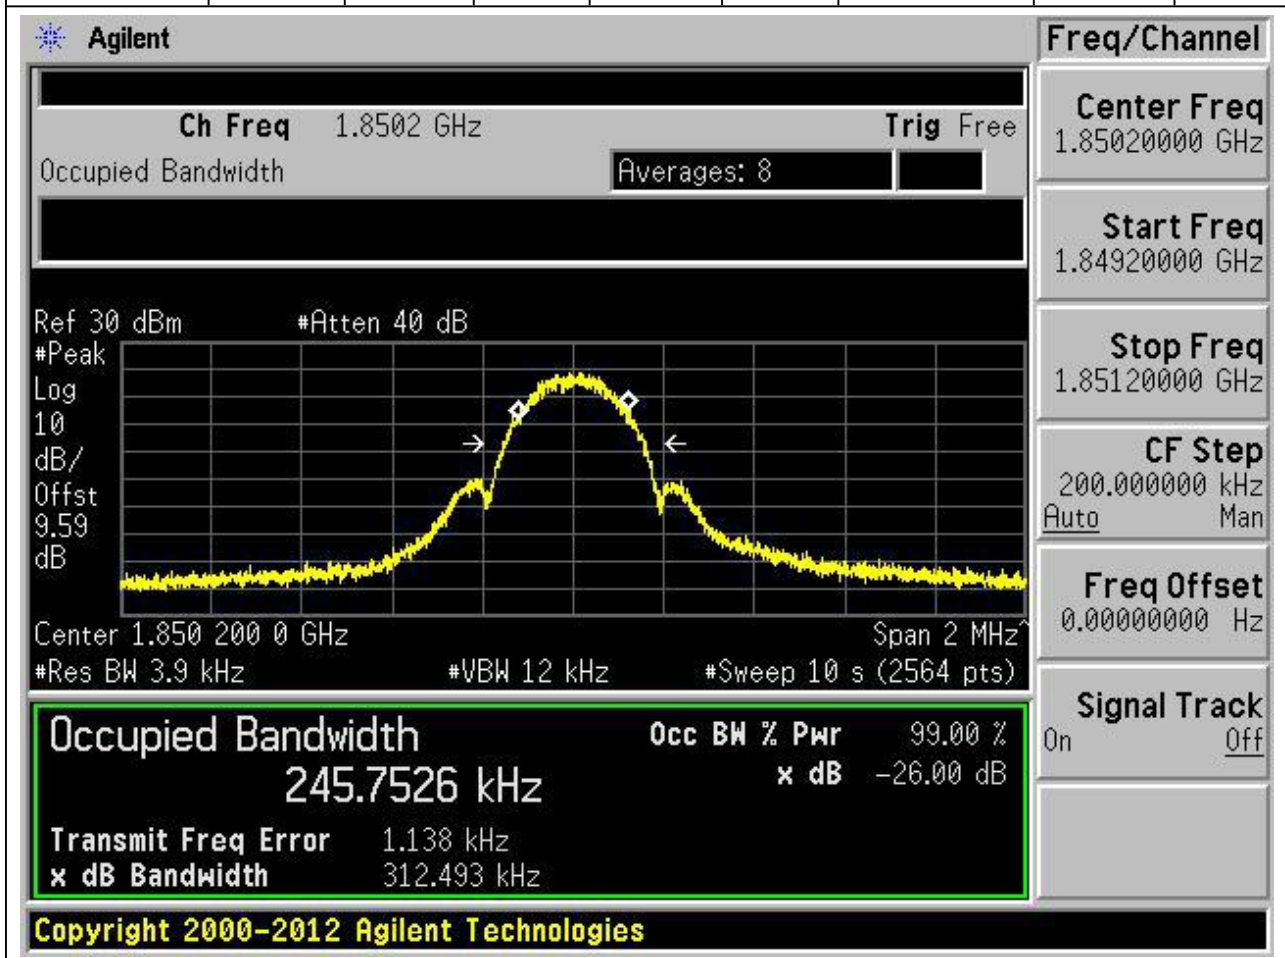 Agilent
Freq/Channel
Ch Freq 1.8502 GHz Trig Free
Occupied Bandwidth Averages: 8
Center Freq
1.85020000 GHz
Start Freq
1.84920000 GHz
Stop Freq
1.85120000 GHz
CF Step
200.000000 kHz
Auto Man
Freq Offset
0.00000000 Hz
Signal Track
On Off
Ref 30 dBm #Atten 40 dB
#Peak
Log
10
dB/
Offst
9.59
dB
Center 1.850 200 0 GHz Span 2 MHz^
#Res BW 3.9 kHz #VBW 12 kHz #Sweep 10 s (2564 pts)
Occupied Bandwidth Occ BW % Pwr 99.00 %
245.7526 kHz x dB -26.00 dB
Transmit Freq Error 1.138 kHz
x dB Bandwidth 312.493 kHz
Copyright 2000-2012 Agilent Technologies